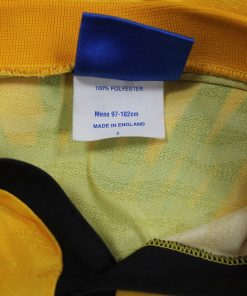 100% POLYESTER
Mens 97-102cm
MADE IN ENGLAND
4